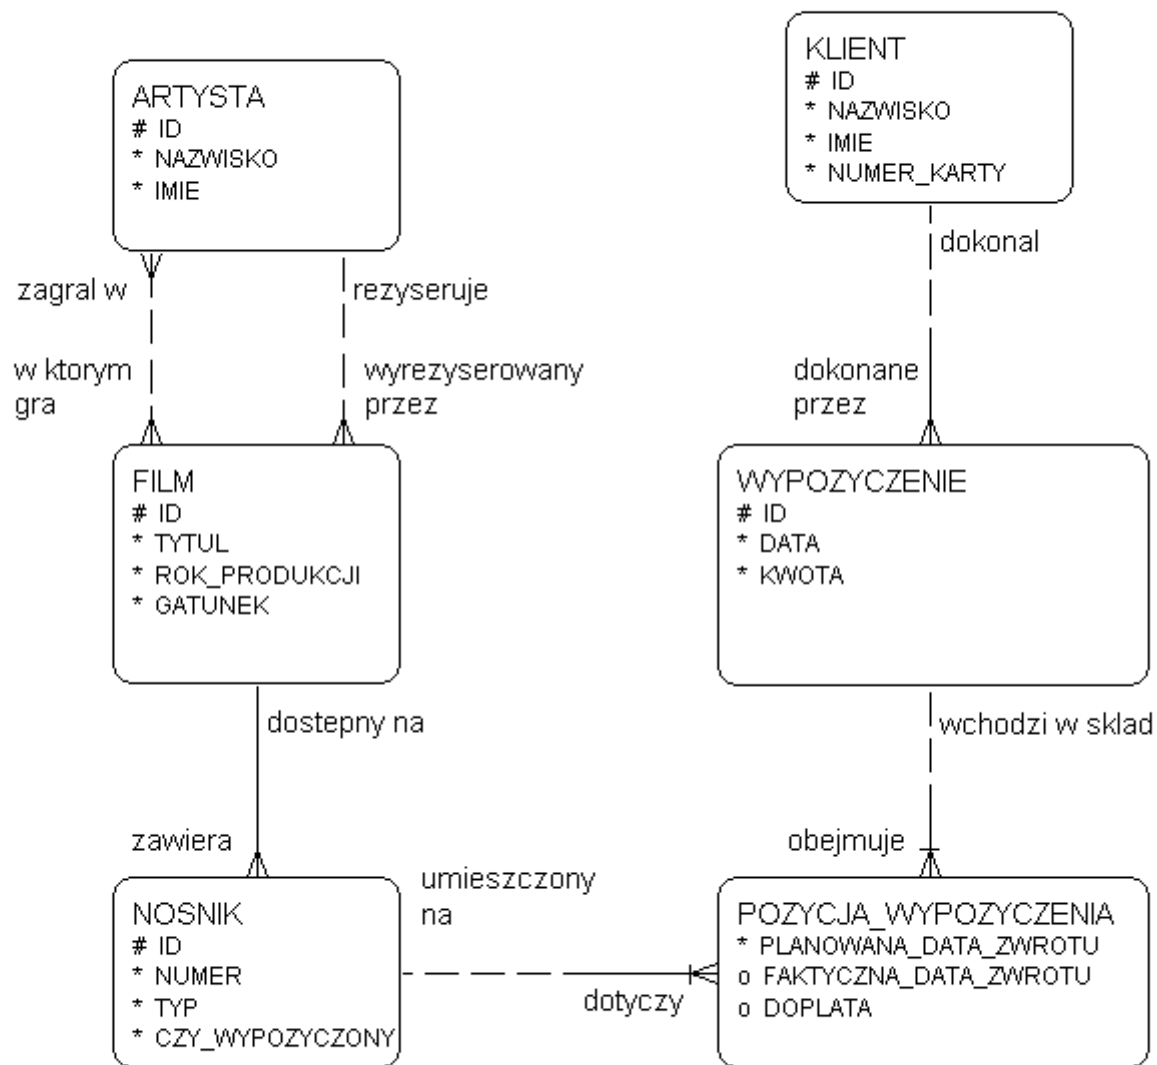 KLIENT
# ID
* NAZWISKO
* IMIE
* NUMER_KARTY
ARTYSTA
# ID
* NAZWISKO
* IMIE
dokonal
zagral w
rezyseruje
w ktorym
gra
wyrezyserowany
przez
dokonane
przez
FILM
# ID
* TYTUL
* ROK_PRODUKCJI
* GATUNEK
WYPOZYCZENIE
# ID
* DATA
* KWOTA
dostepny na
wchodzi w sklad
zawiera
obejmuje
umieszczony
na
NOSNIK
# ID
* NUMER
* TYP
* CZY_WYPOZYCZONY
dotyczy
POZYCJA_WYPOZYCZENIA
* PLANOWANA_DATA_ZWROTU
o FAKTYCZNA_DATA_ZWROTU
o DOPLATA